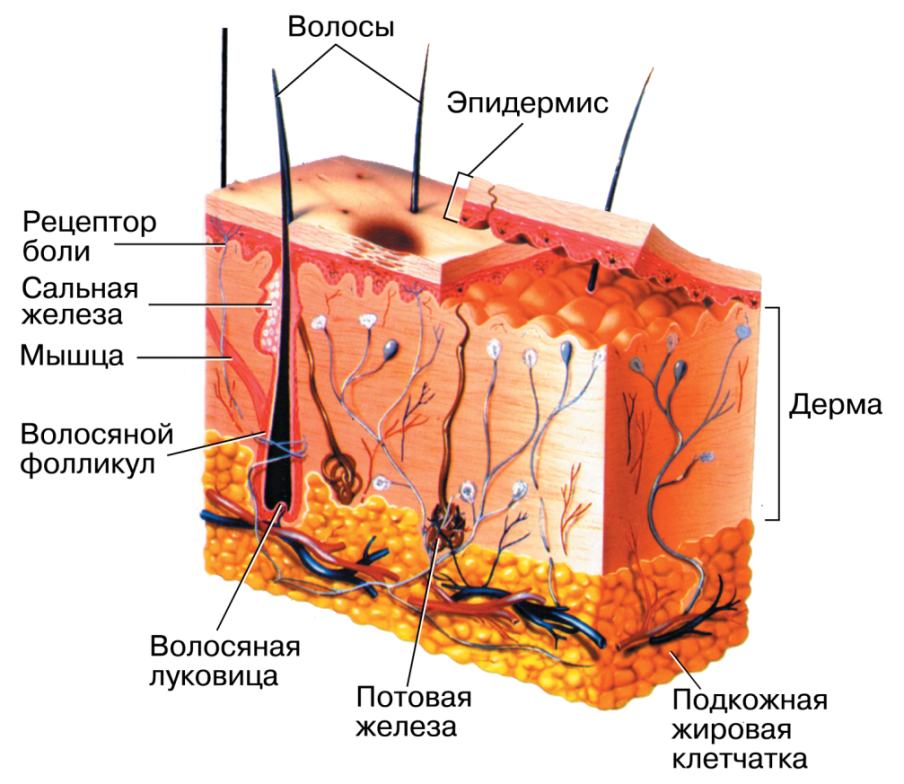 Волосы
Эпидермис
Рецептор
боли
Сальная
железа
Мышца
Волосяной
фолликул
Дерма
Волосяная
луковица
Потовая
железа
Подкожная
жировая
клетчатка